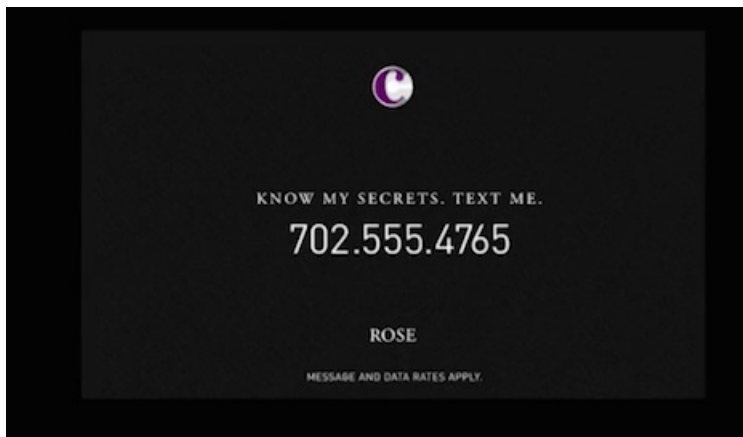 C
KNOW MY SECRETS. TEXT ME.
702.555.4765
ROSE
MESSAGE AND DATA RATES APPLY.